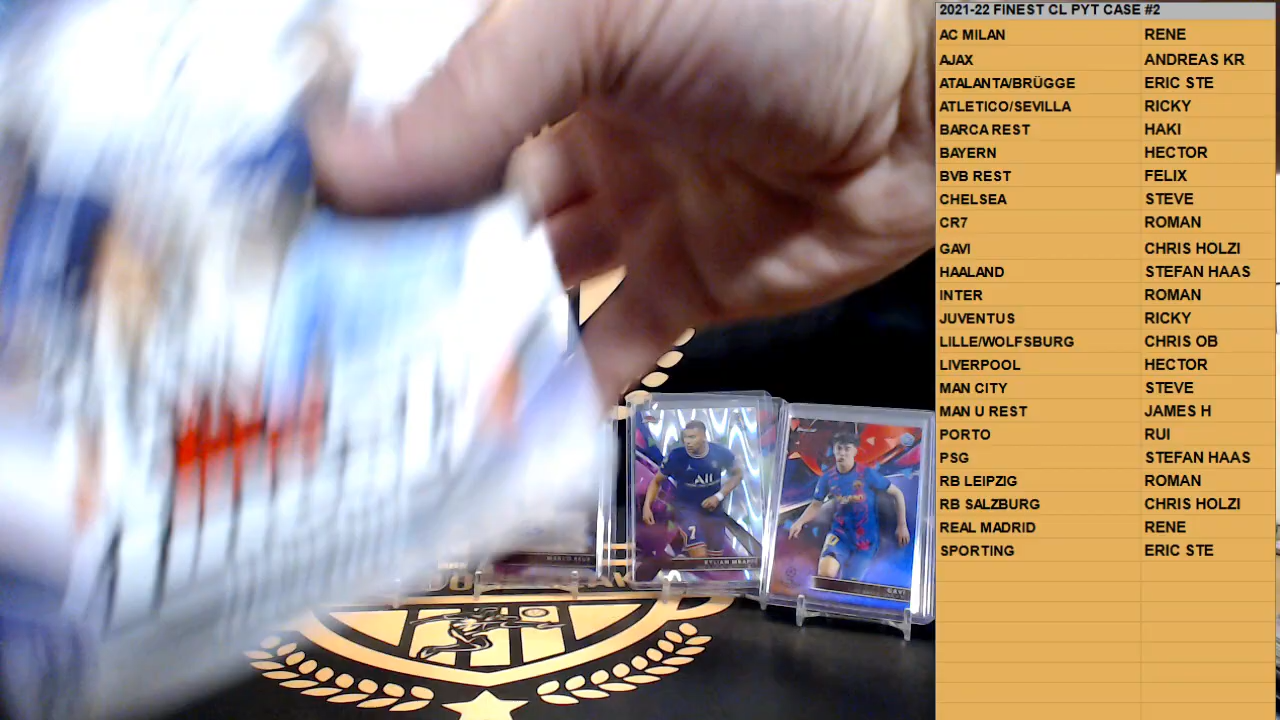 2021-22 FINEST CL PYT CASE #2
AC MILAN RENE
AJAX ANDREAS KR
ATALANTA/BRÜGGE ERIC STE
ATLETICO/SEVILLA RICKY
BARCA REST HAKI
BAYERN HECTOR
BVB REST FELIX
CHELSEA STEVE
CR7 ROMAN
GAVI CHRIS HOLZI
HAALAND STEFAN HAAS
INTER ROMAN
JUVENTUS RICKY
LILLE/WOLFSBURG CHRIS OB
LIVERPOOL HECTOR
MAN CITY STEVE
MAN U REST JAMES H
PORTO RUI
PSG STEFAN HAAS
RB LEIPZIG ROMAN
RB SALZBURG CHRIS HOLZI
REAL MADRID RENE
SPORTING ERIC STE
KYLIAN MBAPPÉ
GAVI